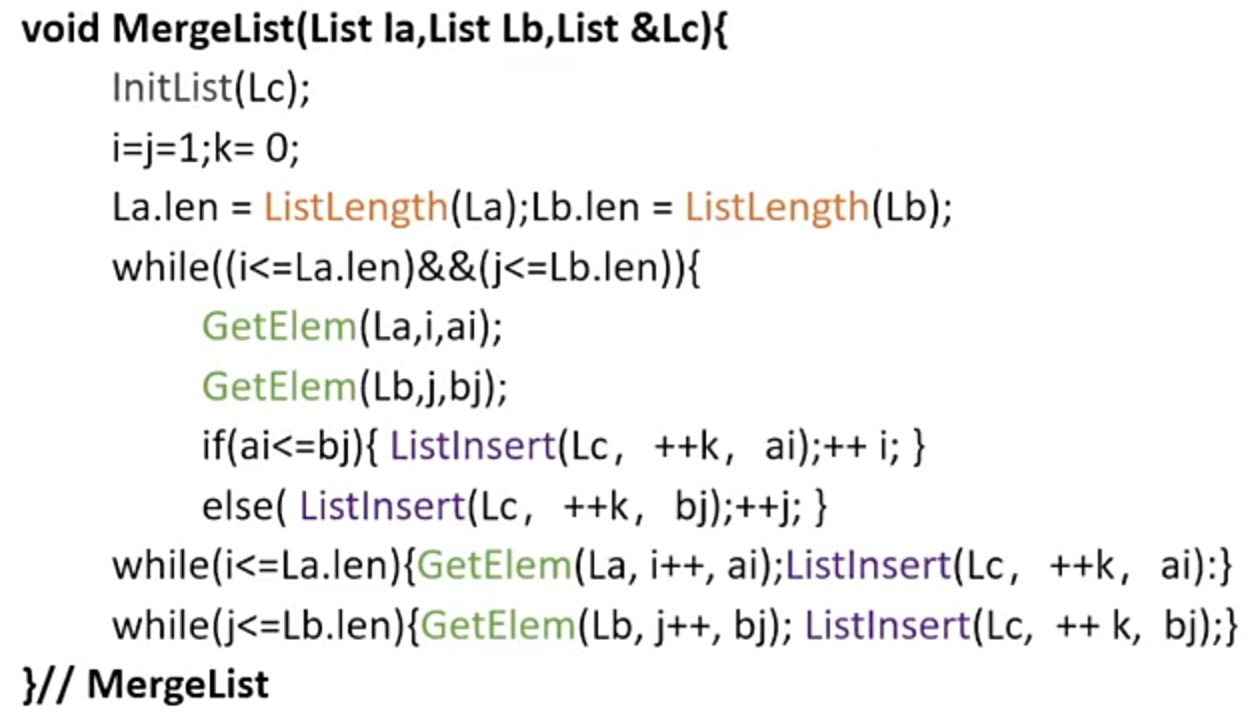 void MergeList(List la,List Lb,List &Lc){
InitList(Lc);
i=j=1;k= 0;
La.len = ListLength(La);Lb.len = ListLength(Lb);
while((i<=La.len)&&(j<=Lb.len)){
GetElem(La,i,ai);
GetElem(Lb,j,bj);
if(ai<=bj){ ListInsert(Lc, ++k, ai);++ i; }
else( ListInsert(Lc, ++k, bj);++j; }
while(i<=La.len){GetElem(La, i++, ai);ListInsert(Lc, ++k, ai):}
while(j<=Lb.len){GetElem(Lb, j++, bj); ListInsert(Lc, ++ k, bj);}
}// MergeList